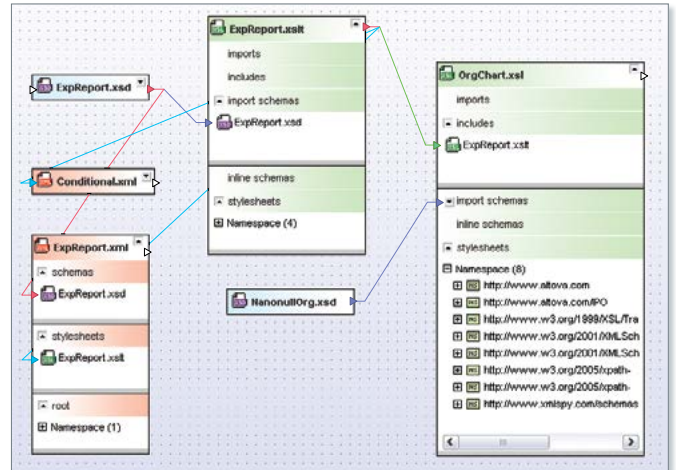 ExpReport.xslt
imports
includes
import schemas
ExpReport.xsd
inline schemas
stylesheets
Namespace (4)
ExpReport.xsd
Conditional.xml
ExpReport.xml
schemas
ExpReport.xsd
stylesheets
ExpReport.xslt
root
Namespace (1)
NanonullOrg.xsd
OrgChart.xsl
imports
includes
ExpReport.xslt
import schemas
inline schemas
stylesheets
Namespace (8)
http://www.altova.com
http://www.altova.com/IPO
http://www.w3.org/1999/XSL/Tra
http://www.w3.org/2001/XMLSch
http://www.w3.org/2001/XMLSch
http://www.w3.org/2005/xpath-
http://www.w3.org/2005/xpath-
http://www.xmlspy.com/schemas